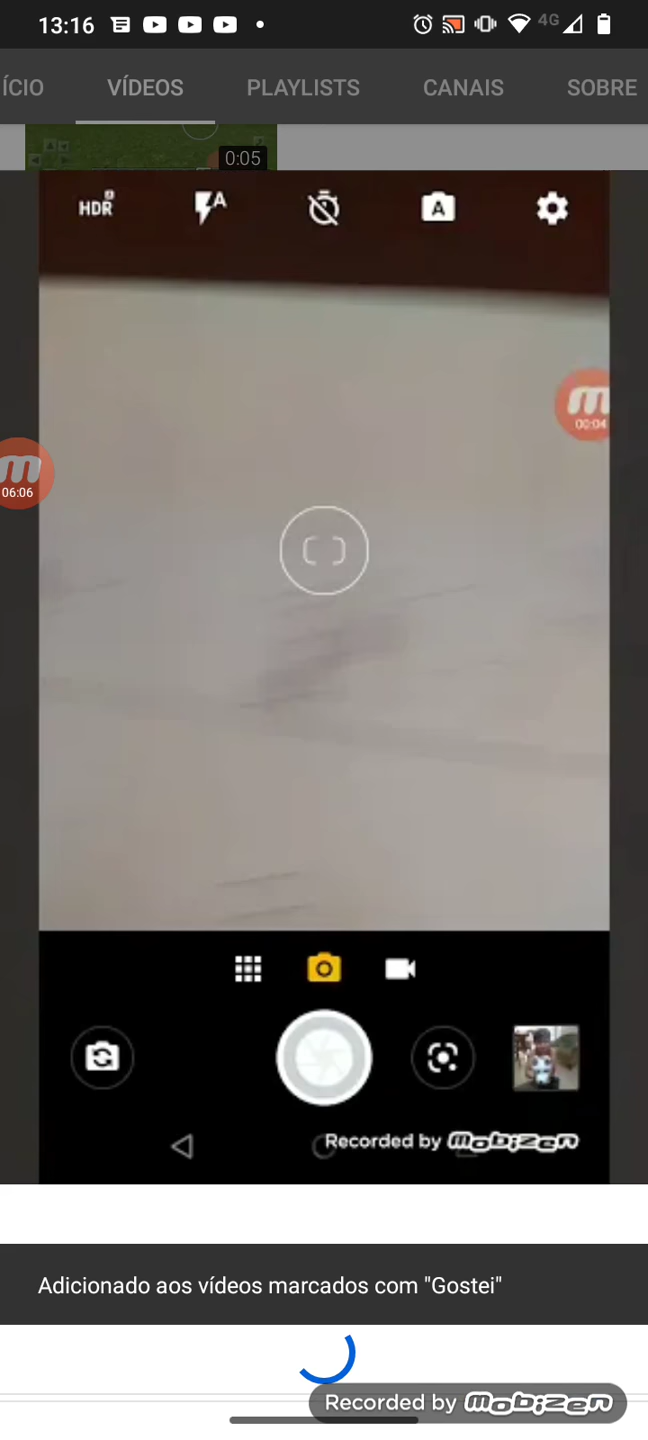 13:16
4G
ÍCIO VÍDEOS PLAYLISTS CANAIS SOBRE
0:05
HDR A A
m
00:04
m
06:06
Recorded by mobizen
Adicionado aos vídeos marcados com "Gostei"
Recorded by mobizen